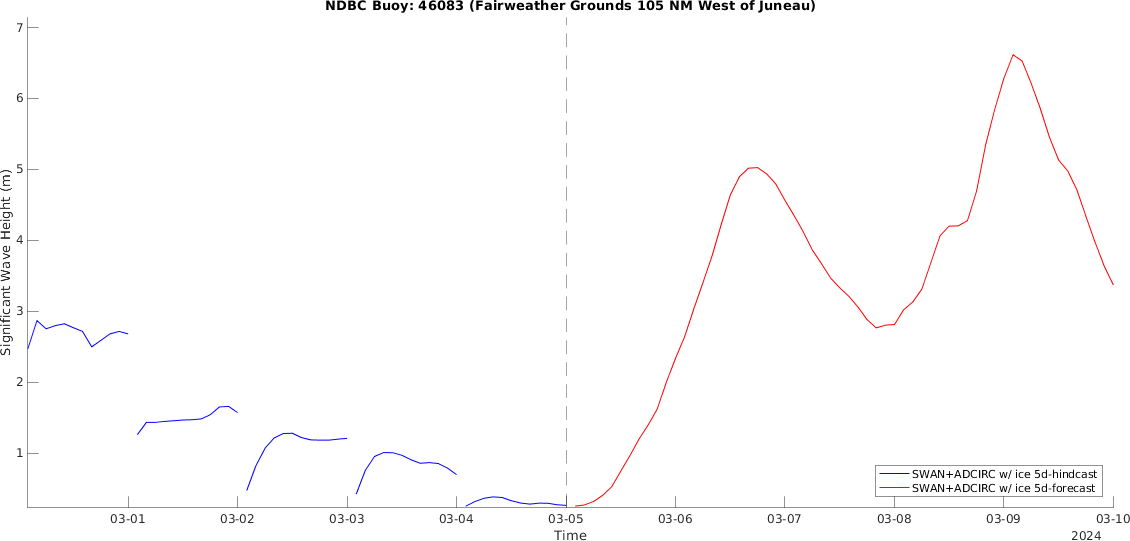 NDBC Buoy: 46083 (Fairweather Grounds 105 NM West of Juneau)
7
6
5
4
3
2
1
Significant Wave Height (m)
SWAN+ADCIRC w/ ice 5d-hindcast
SWAN+ADCIRC w/ ice 5d-forecast
03-01 03-02 03-03 03-04 03-05 03-06 03-07 03-08 03-09 03-10
Time
2024